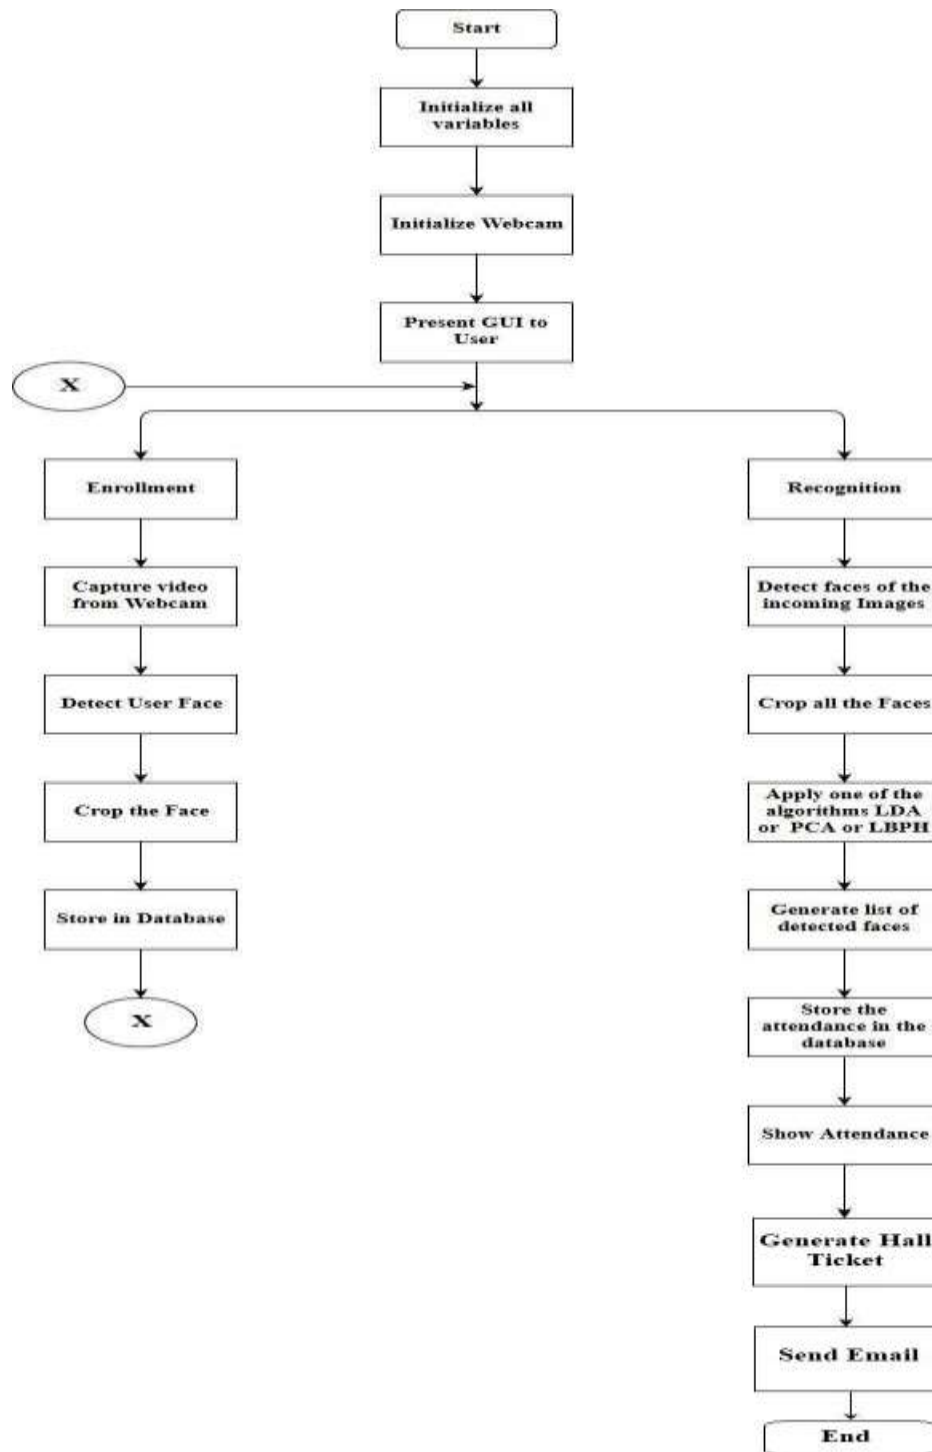 Start
Initialize all
variables
Initialize Webcam
Present GUI to
User
X
Enrollment
Capture video
from Webcam
Detect User Face
Crop the Face
Store in Database
X
Recognition
Detect faces of the
incoming Images
Crop all the Faces
Apply one of the
algorithms LDA
or PCA or LBPH
Generate list of
detected faces
Store the
attendance in the
database
Show Attendance
Generate Hall
Ticket
Send Email
End